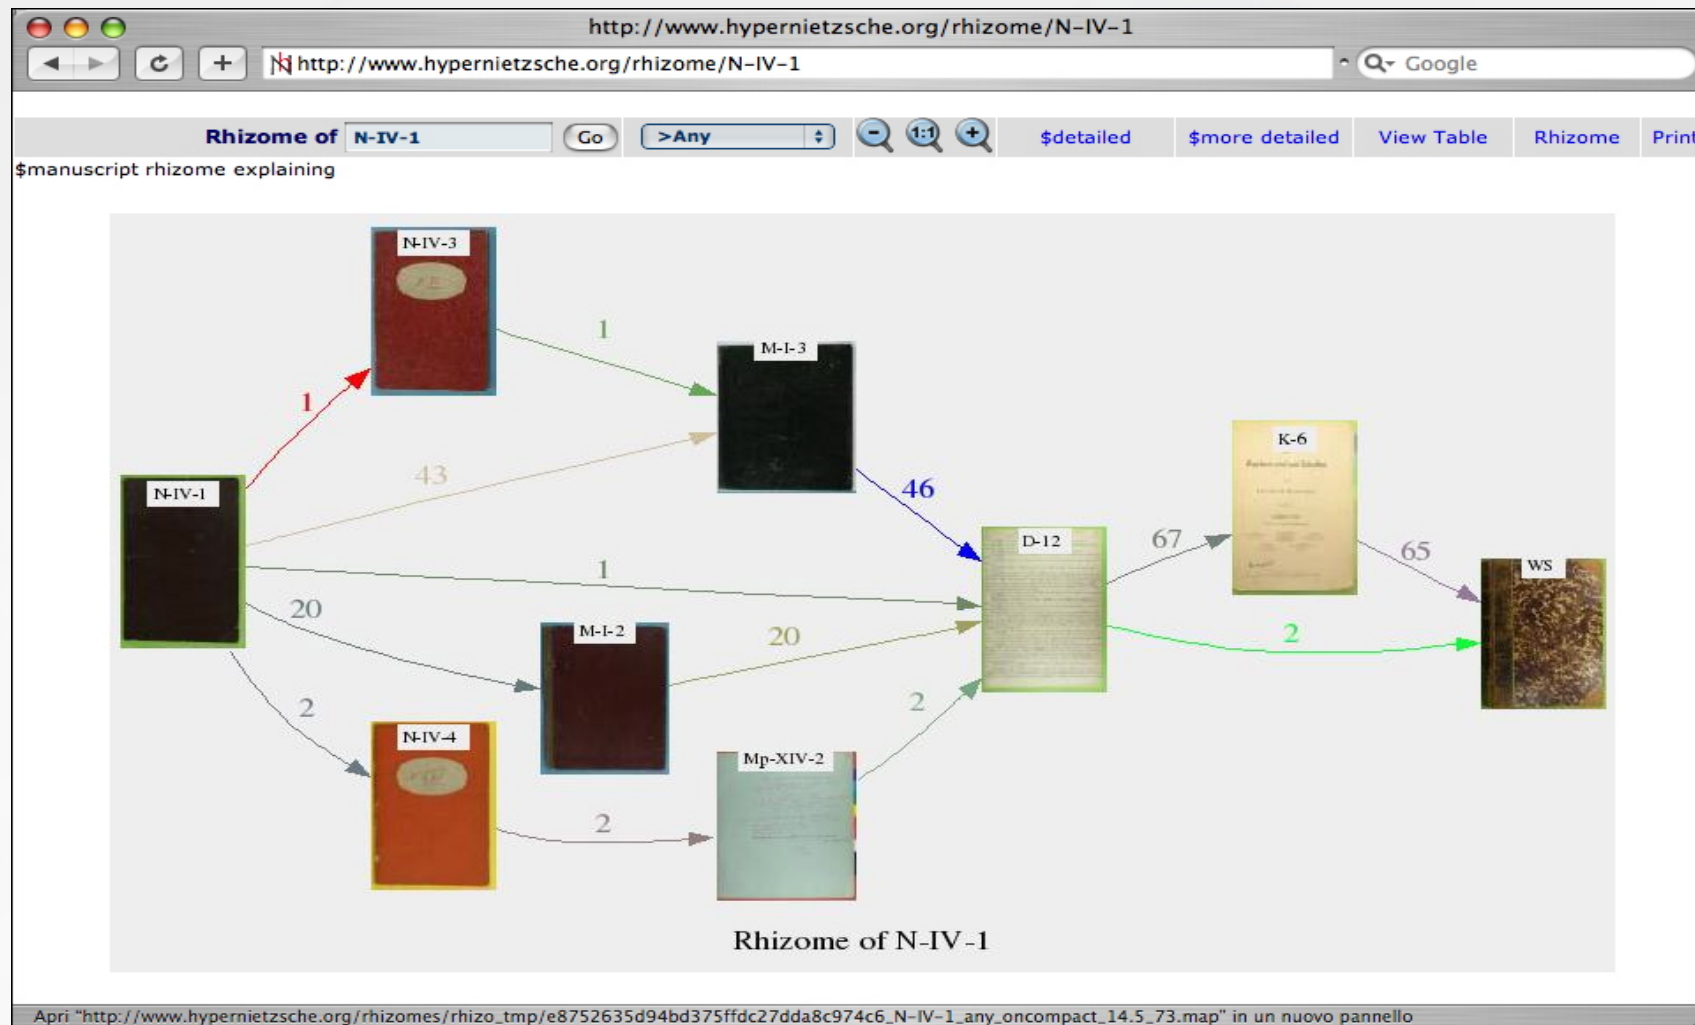 http://www.hypernietzsche.org/rhizome/N-IV-1
http://www.hypernietzsche.org/rhizome/N-IV-1
Google
Rhizome of N-IV-1 Go >Any 1:1 $detailed $more detailed View Table Rhizome Print
$manuscript rhizome explaining
N-IV-3
1
M-I-3
1
43
N-IV-1
46
K-6
D-12
67
65
WS
1
20
M-I-2
20
2
2
2
N-IV-4
Mp-XIV-2
2
Rhizome of N-IV-1
Apri "http://www.hypernietzsche.org/rhizomes/rhizo_tmp/e8752635d94bd375ffdc27dda8c974c6_N-IV-1_any_oncompact_14.5_73.map" in un nuovo pannello